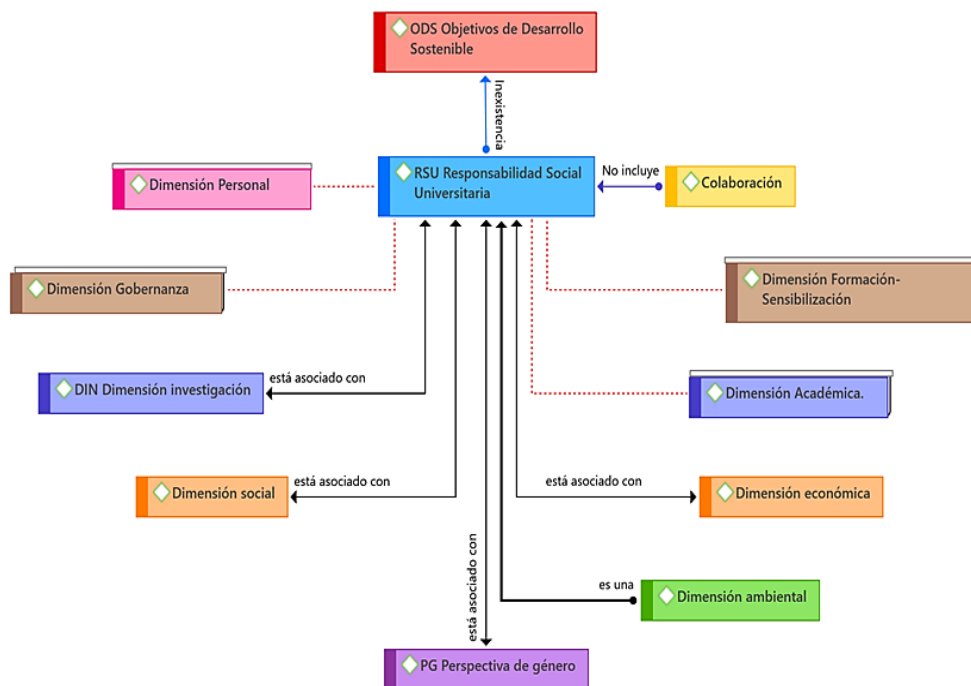 ODS Objetivos de Desarrollo
Sostenible
Inexistencia
RSU Responsabilidad Social
Universitaria
No incluye
Colaboración
Dimensión Personal
Dimensión Gobernanza
Dimensión Formación-
Sensibilización
está asociado con
DIN Dimensión investigación
Dimensión Académica.
está asociado con
Dimensión social
está asociado con
Dimensión económica
está asociado con
es una
Dimensión ambiental
PG Perspectiva de género